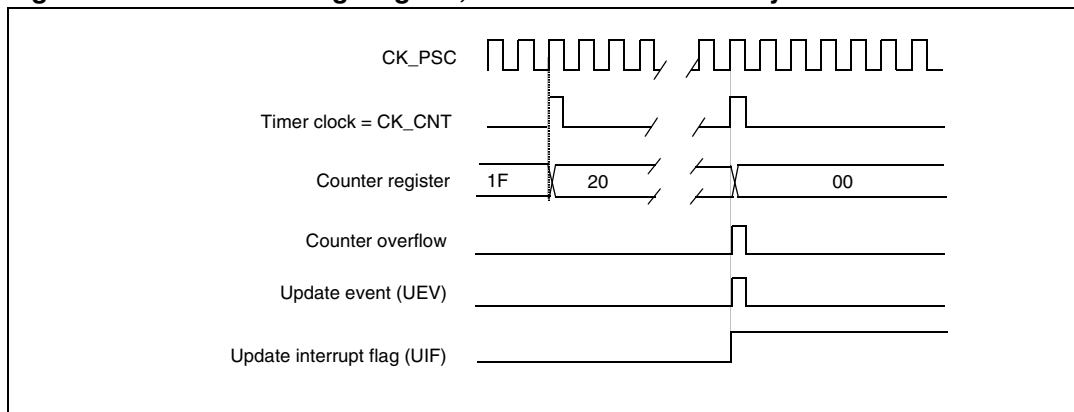 CK_PSC
Timer clock = CK_CNT
Counter register 1F 20 00
Counter overflow
Update event (UEV)
Update interrupt flag (UIF)